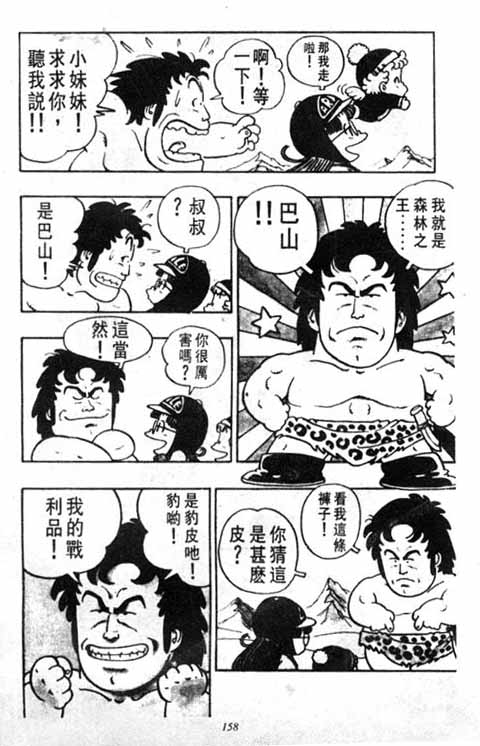 那我走
啦！
啊！等
一下！
小妹妹！
求求你，
聽我説！！
我就是
森林之
王……
巴山
！！
叔叔
？
是巴山！
你很厲
害嗎？
這當
然！
看我這條
褲子！
你猜這
是甚麼
皮？
是豹皮吔！
豹喲！
我的戰
利品！
158